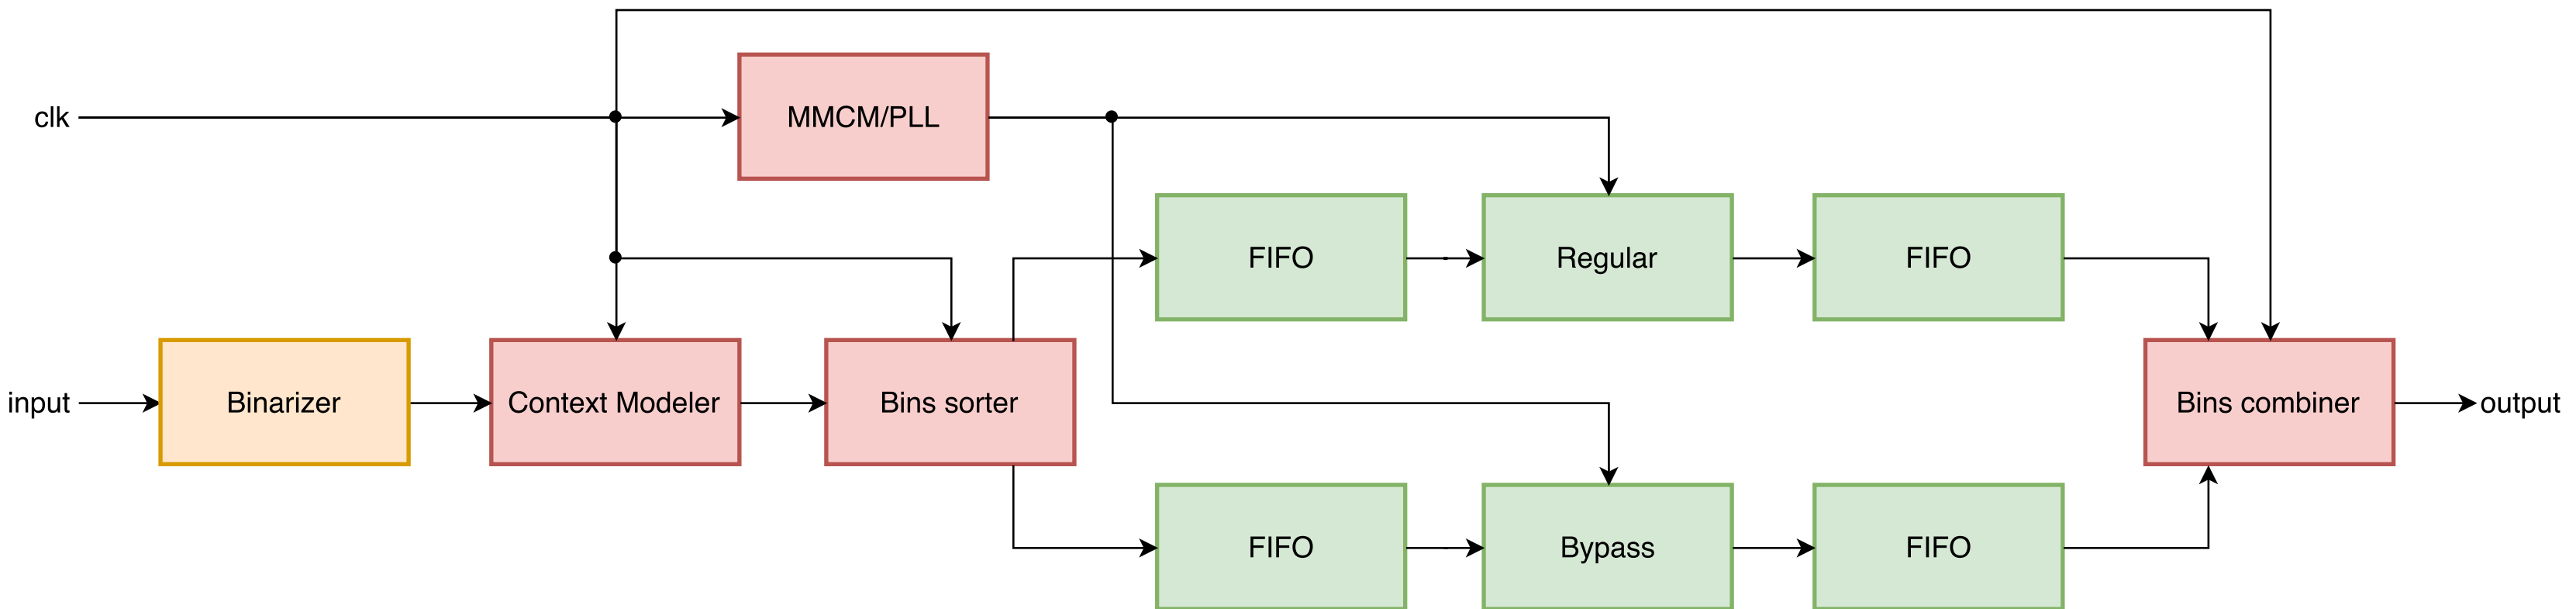 clk
MMCM/PLL
FIFO
Regular
FIFO
input
Binarizer
Context Modeler
Bins sorter
Bins combiner
output
FIFO
Bypass
FIFO